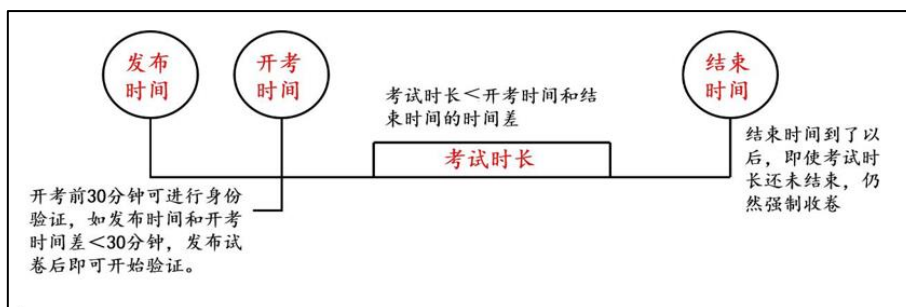 发布
时间
开考
时间
结束
时间
考试时长＜开考时间和结
束时间的时间差
考试时长
结束时间到了以
后，即使考试时
长还未结束，仍
然强制收卷
开考前30分钟可进行身份
验证，如发布时间和开考
时间差＜30分钟，发布试
卷后即可开始验证。